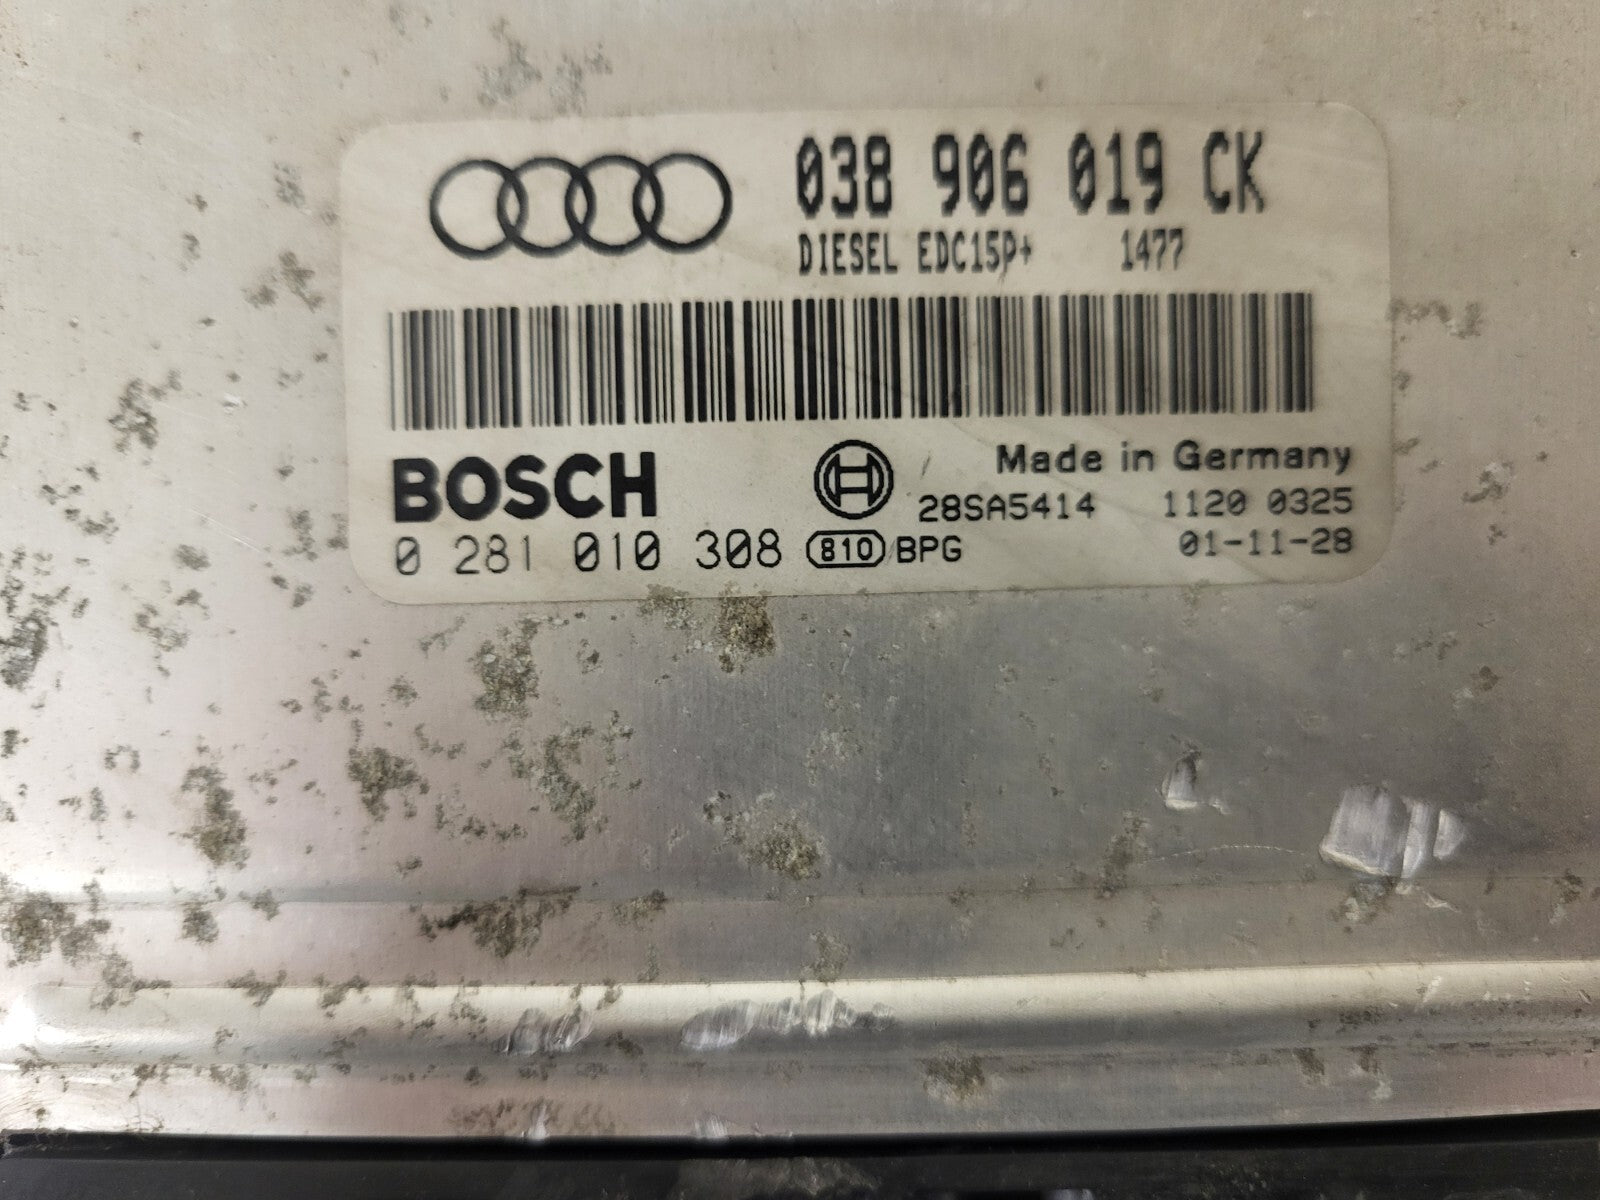 038 906 019 CK
DIESEL EDC15P+ 1477
BOSCH
Made in Germany
28SA5414 1120 0325
0 281 010 308 810 BPG 01-11-28